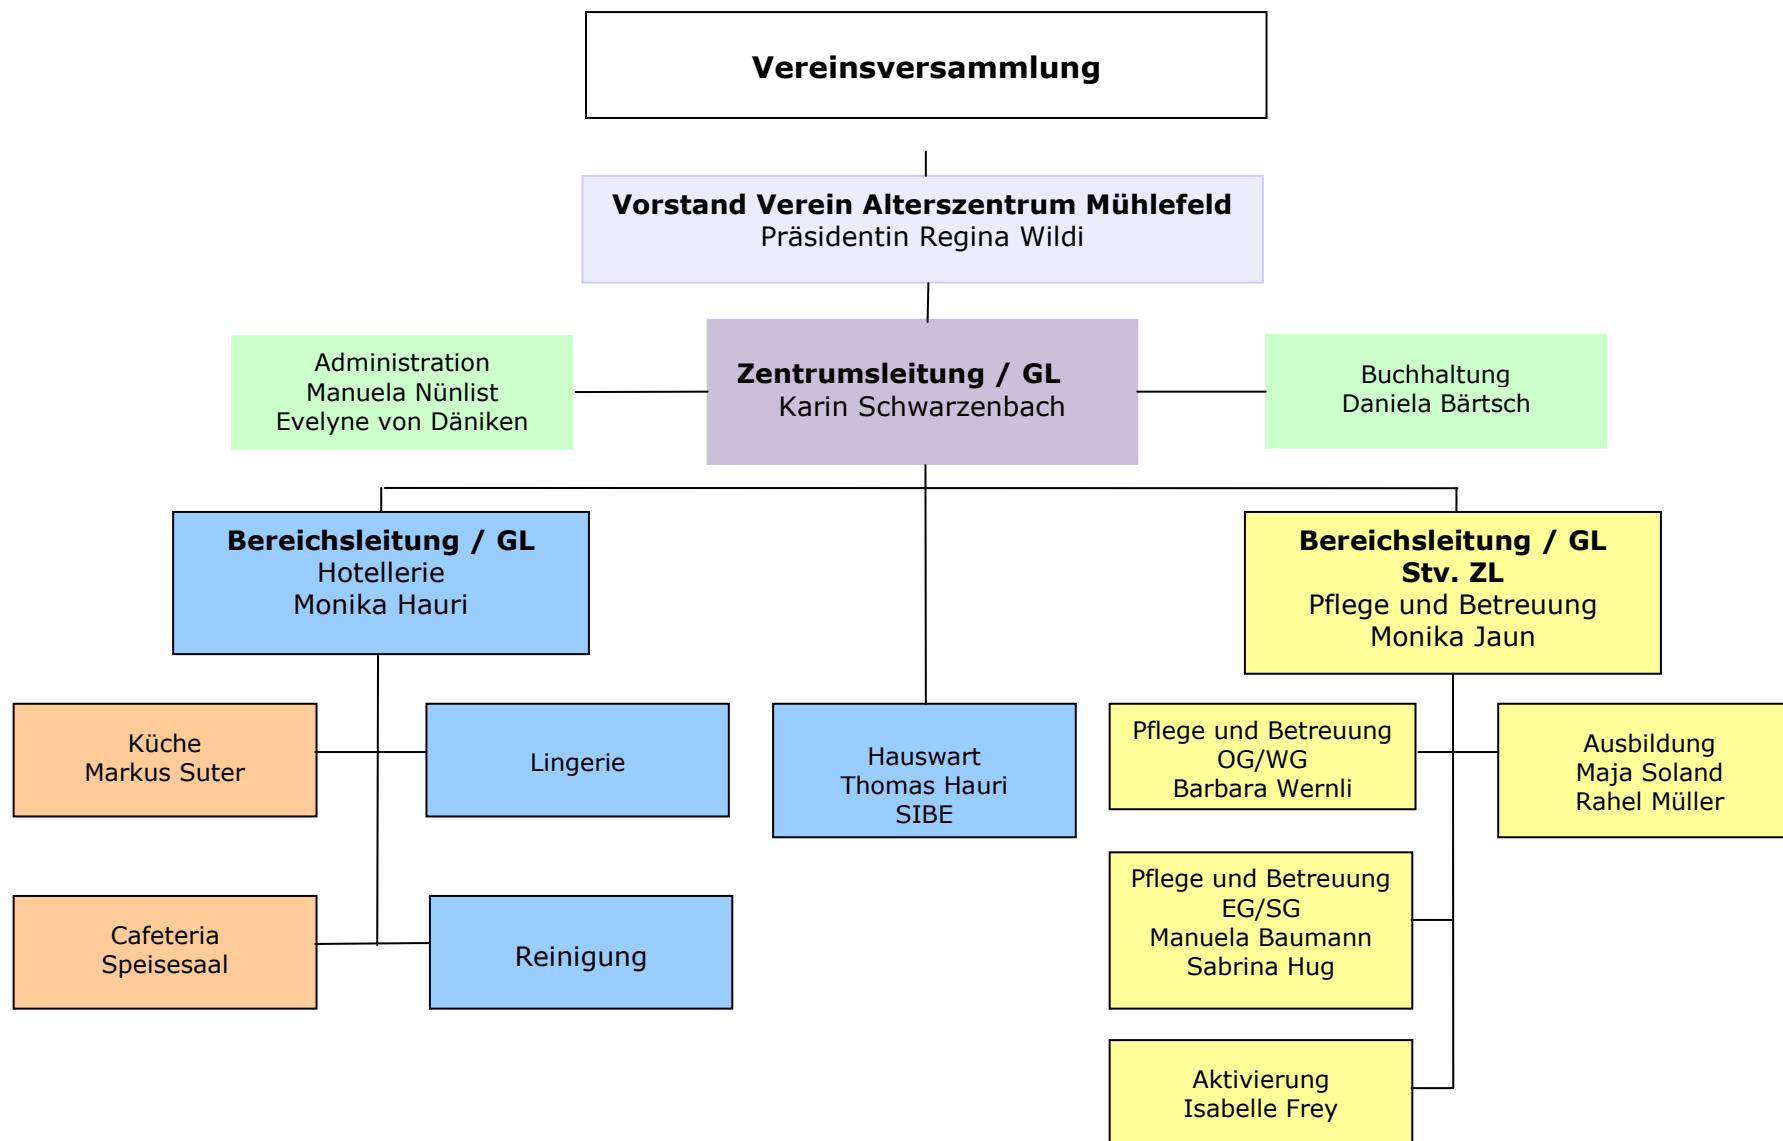 Vereinsversammlung
Vorstand Verein Alterszentrum Mühlefeld
Präsidentin Regina Wildi
Administration
Manuela Nünlist
Evelyne von Däniken
Zentrumsleitung / GL
Karin Schwarzenbach
Buchhaltung
Daniela Bärtsch
Bereichsleitung / GL
Hotellerie
Monika Hauri
Bereichsleitung / GL
Stv. ZL
Pflege und Betreuung
Monika Jaun
Küche
Markus Suter
Lingerie
Hauswart
Thomas Hauri
SIBE
Pflege und Betreuung
OG/WG
Barbara Wernli
Ausbildung
Maja Soland
Rahel Müller
Cafeteria
Speisesaal
Reinigung
Pflege und Betreuung
EG/SG
Manuela Baumann
Sabrina Hug
Aktivierung
Isabelle Frey